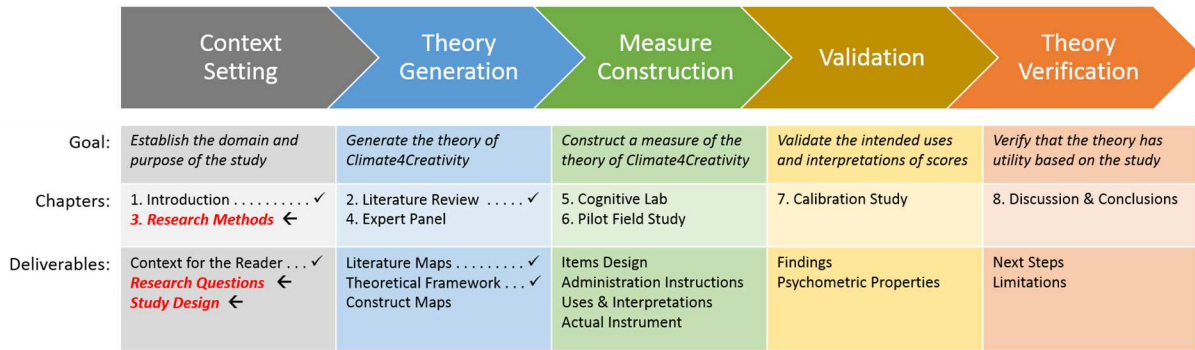 Context
Setting
Theory
Generation
Measure
Construction
Validation
Theory
Verification
Goal:
Establish the domain and
purpose of the study
Generate the theory of
Climate4Creativity
Construct a measure of the
theory of Climate4Creativity
Validate the intended uses
and interpretations of scores
Verify that the theory has
utility based on the study
Chapters:
1. Introduction . . . . . . . . . . ✓
3. Research Methods ←
2. Literature Review . . . . . ✓
4. Expert Panel
5. Cognitive Lab
6. Pilot Field Study
7. Calibration Study
8. Discussion & Conclusions
Deliverables:
Context for the Reader . . . ✓
Research Questions ←
Study Design ←
Literature Maps . . . . . . . . . ✓
Theoretical Framework . . . ✓
Construct Maps
Items Design
Administration Instructions
Uses & Interpretations
Actual Instrument
Findings
Psychometric Properties
Next Steps
Limitations